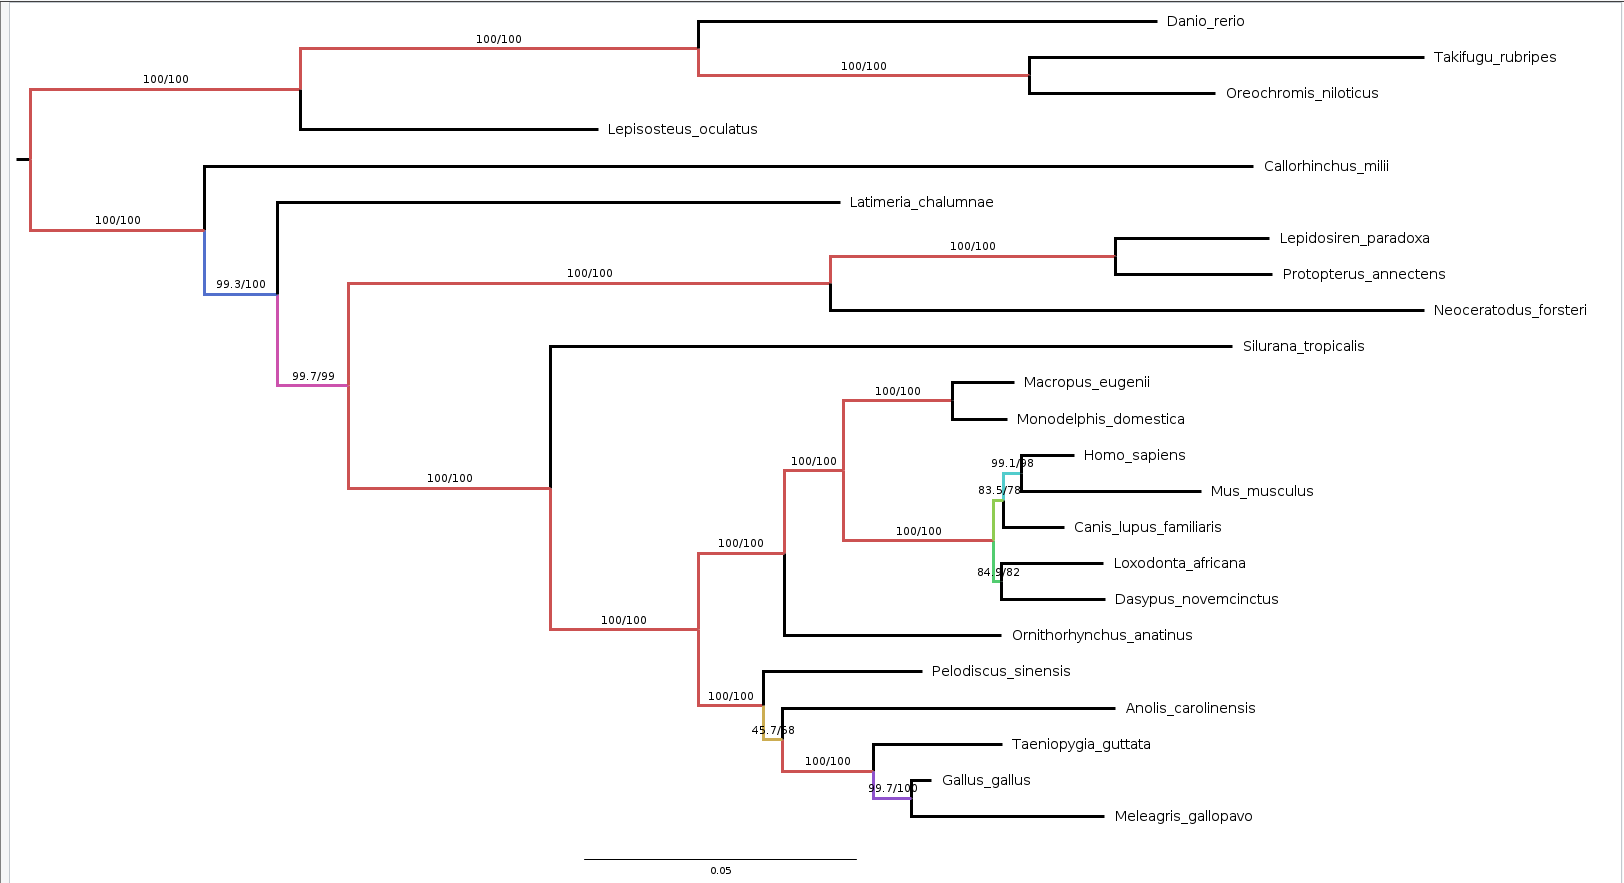 Danio_rerio
100/100
Takifugu_rubripes
100/100
100/100
Oreochromis_niloticus
Lepisosteus_oculatus
Callorhinchus_milii
Latimeria_chalumnae
100/100
Lepidosiren_paradoxa
100/100
100/100
Protopterus_annectens
99.3/100
Neoceratodus_forsteri
Silurana_tropicalis
99.7/99
Macropus_eugenii
100/100
Monodelphis_domestica
Homo_sapiens
100/100
99.1/98
100/100
83.5/78
Mus_musculus
Canis_lupus_familiaris
100/100
100/100
Loxodonta_africana
84.9/82
Dasypus_novemcinctus
100/100
Ornithorhynchus_anatinus
Pelodiscus_sinensis
100/100
Anolis_carolinensis
45.7/58
Taeniopygia_guttata
100/100
Gallus_gallus
99.7/100
Meleagris_gallopavo
0.05